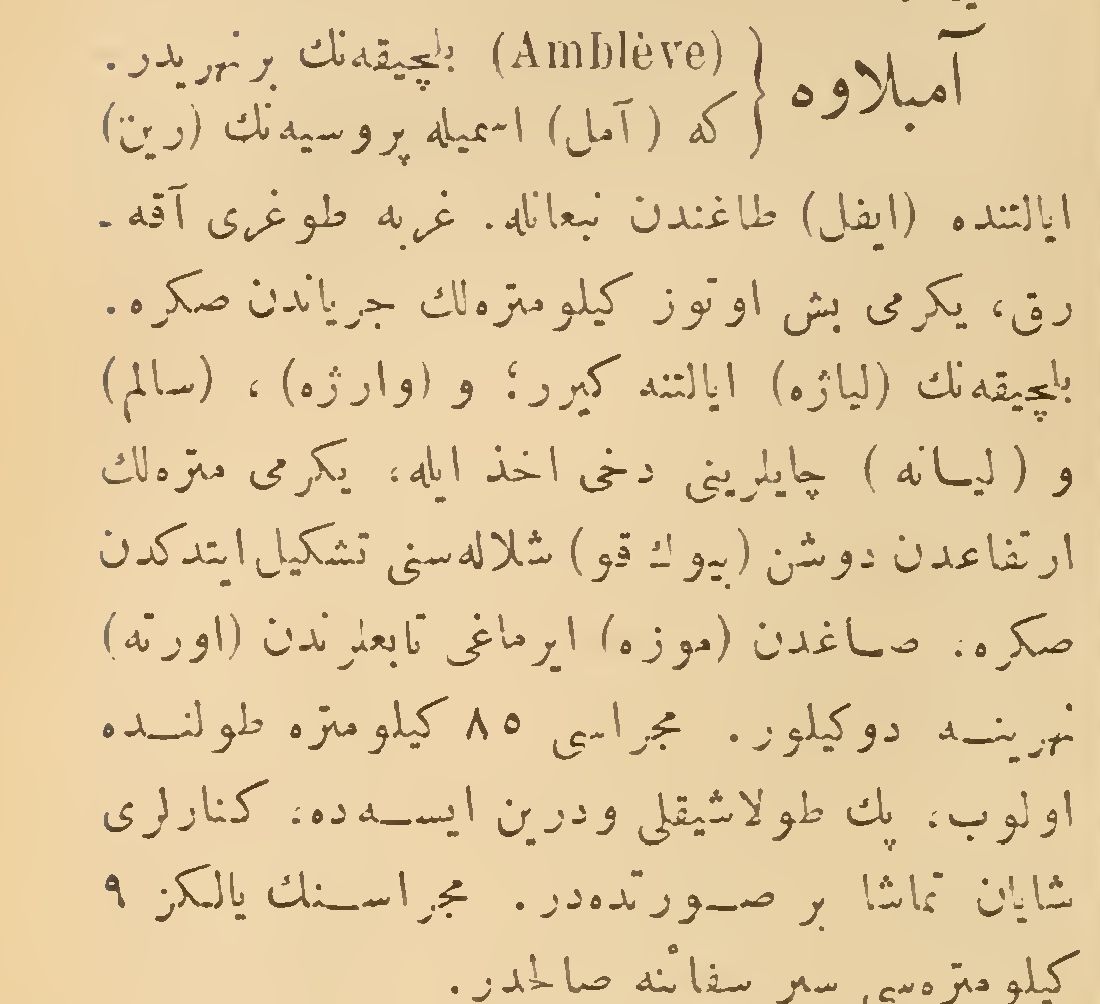 آمبلاوه { (Amblève) بلچیقه‌نك بر نهریدر.
که (آمل) اسمیله پروسیه‌نك (رین)
ایالتنده (ایفل) طاغندن نبعانله. غربه طوغری آقه‌ـ
رق، یکرمی بش اوتوز کیلومتره‌لك جریاندن صکره.
بلچیقه‌نك (لیاژه) ایالتنه کیرر؛ و (وارژه)، (سالم)
و (لیسانه) چایلرینی دخی اخذ ایله، یکرمی متره‌لك
ارتفاعدن دوشن (بیوك قو) شلاله‌سنی تشکیل ایتدکدن
صکره، صاغدن (موزه) ایرماغی تابعلرندن (اورته)
نهرینه دوکیلور. مجراسی ٨٥ کیلومتره طولنده
اولوب، پك طولاشیقلی ودرین ایسه‌ده، کنارلری
شایان تماشا بر صورتده‌در. مجراسنك یالکز ٩
کیلومتره‌سی سیر سفائنه صالحدر.